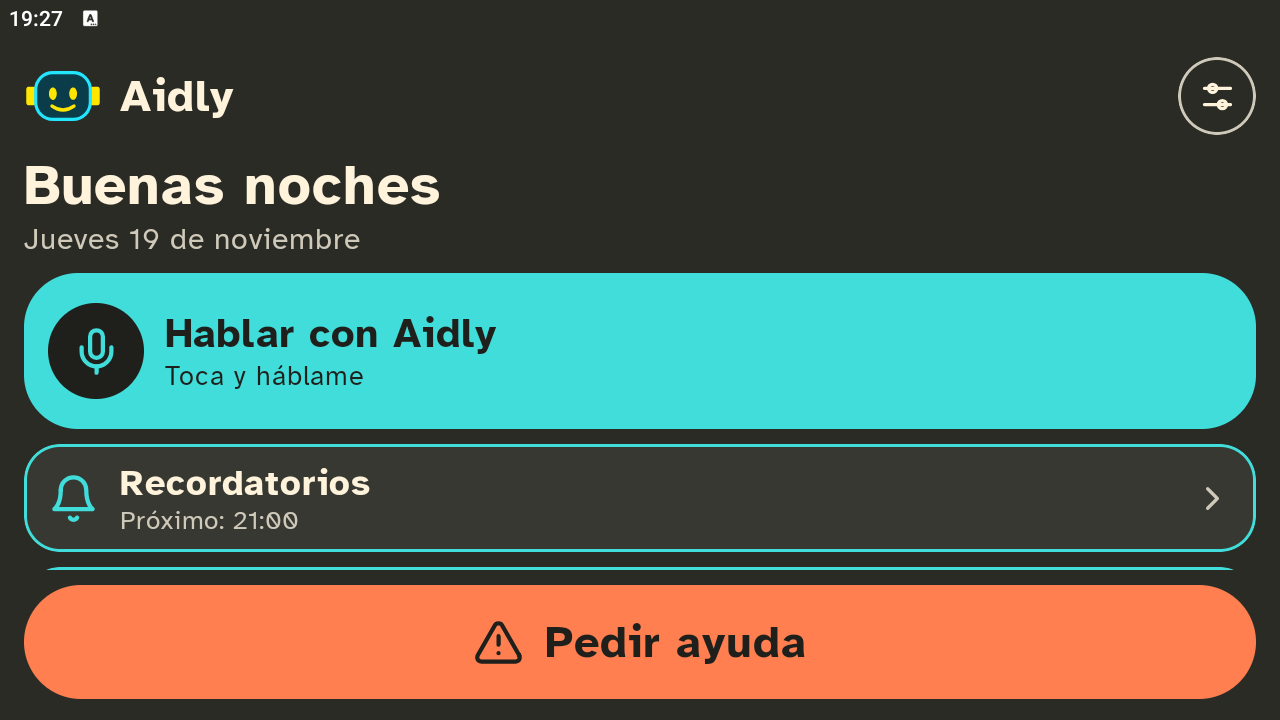 19:27
Aidly
Buenas noches
Jueves 19 de noviembre
Hablar con Aidly
Toca y háblame
Recordatorios
Próximo: 21:00
Pedir ayuda